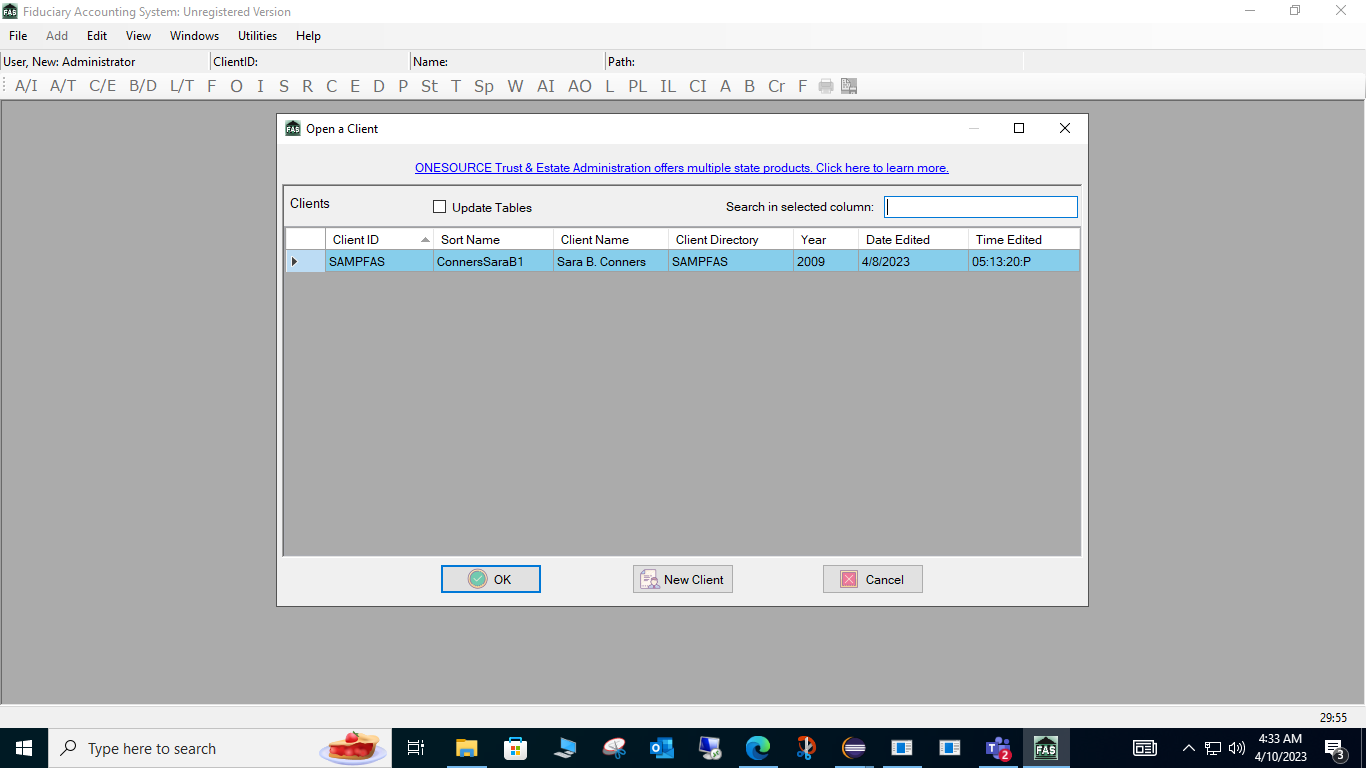 FAS Fiduciary Accounting System: Unregistered Version
File Add Edit View Windows Utilities Help
User, New: Administrator ClientID: Name: Path:
A/I A/T C/E B/D L/T F O I S R C E D P St T Sp W AI AO L PL IL CI A B Cr F
FAS Open a Client
ONESOURCE Trust & Estate Administration offers multiple state products. Click here to learn more.
Clients Update Tables Search in selected column:
Client ID Sort Name Client Name Client Directory Year Date Edited Time Edited
SAMPFAS ConnersSaraB1 Sara B. Conners SAMPFAS 2009 4/8/2023 05:13:20:P
OK New Client Cancel
29:55
Type here to search
2
FAS
4:33 AM
4/10/2023
3